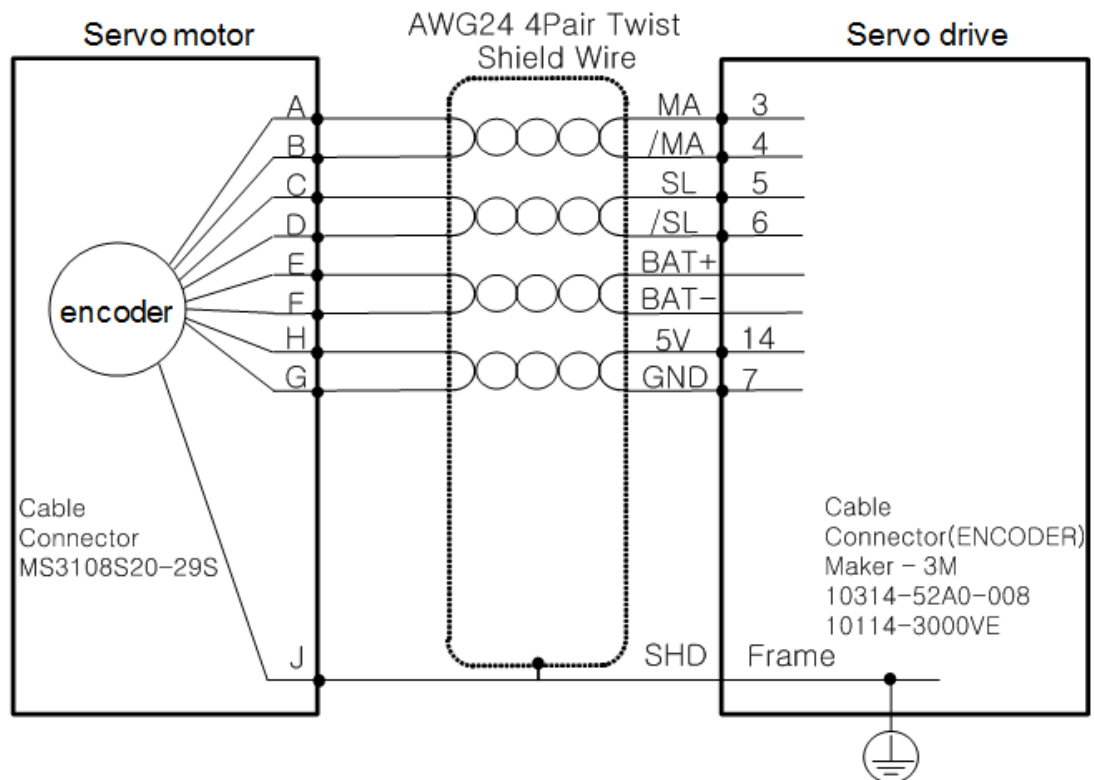 Servo motor
AWG24 4Pair Twist
Shield Wire
Servo drive
A
MA
3
B
/MA
4
C
SL
5
D
/SL
6
E
BAT+
F
BAT-
encoder
H
5V
14
G
GND
7
Cable
Connector
MS3108S20-29S
Cable
Connector(ENCODER)
Maker - 3M
10314-52A0-008
10114-3000VE
J
SHD
Frame